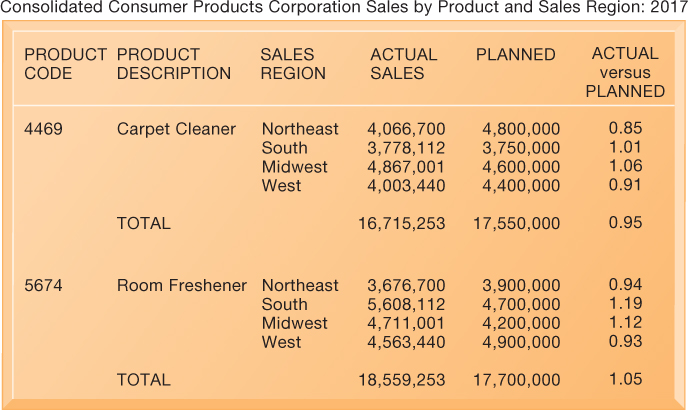 Consolidated Consumer Products Corporation Sales by Product and Sales Region: 2017
PRODUCT CODE PRODUCT DESCRIPTION SALES REGION ACTUAL SALES PLANNED ACTUAL versus PLANNED
4469 Carpet Cleaner Northeast 4,066,700 4,800,000 0.85
South 3,778,112 3,750,000 1.01
Midwest 4,867,001 4,600,000 1.06
West 4,003,440 4,400,000 0.91
TOTAL 16,715,253 17,550,000 0.95
5674 Room Freshener Northeast 3,676,700 3,900,000 0.94
South 5,608,112 4,700,000 1.19
Midwest 4,711,001 4,200,000 1.12
West 4,563,440 4,900,000 0.93
TOTAL 18,559,253 17,700,000 1.05